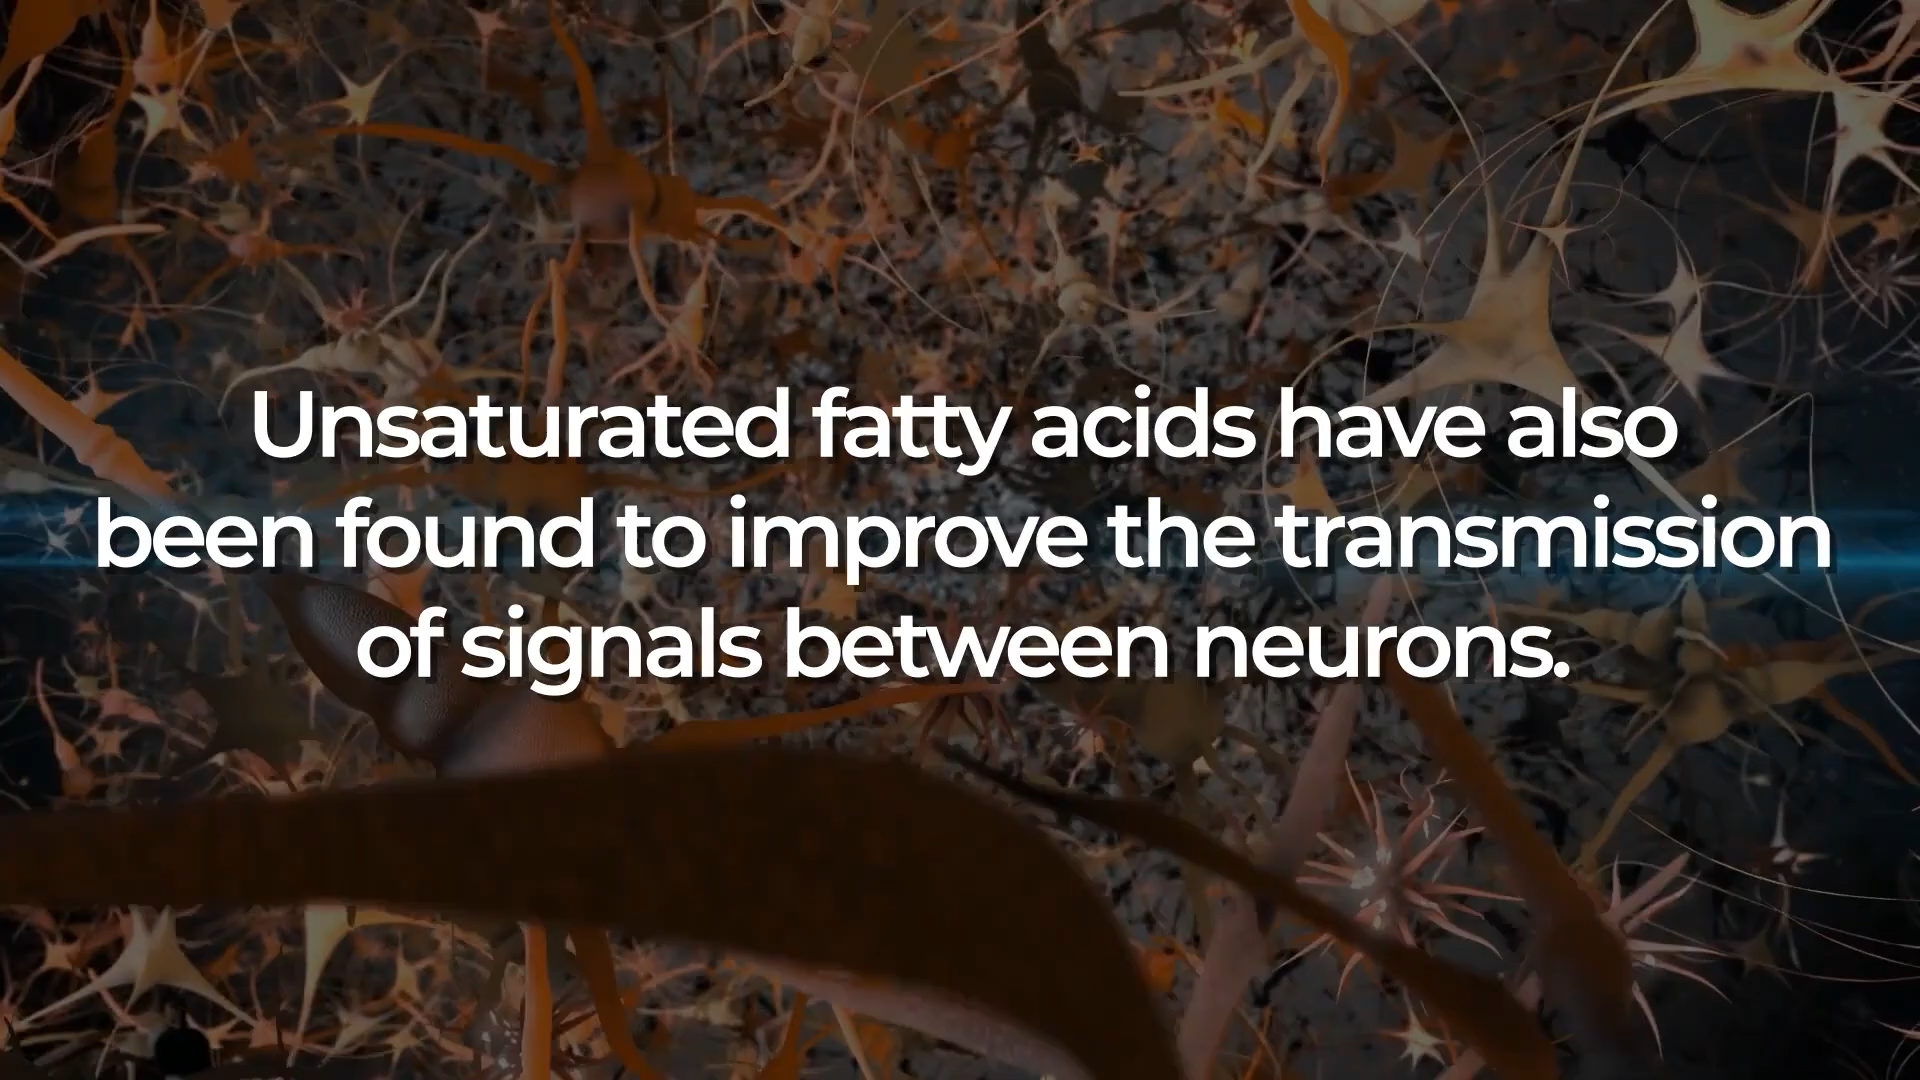 Unsaturated fatty acids have also
been found to improve the transmission
of signals between neurons.